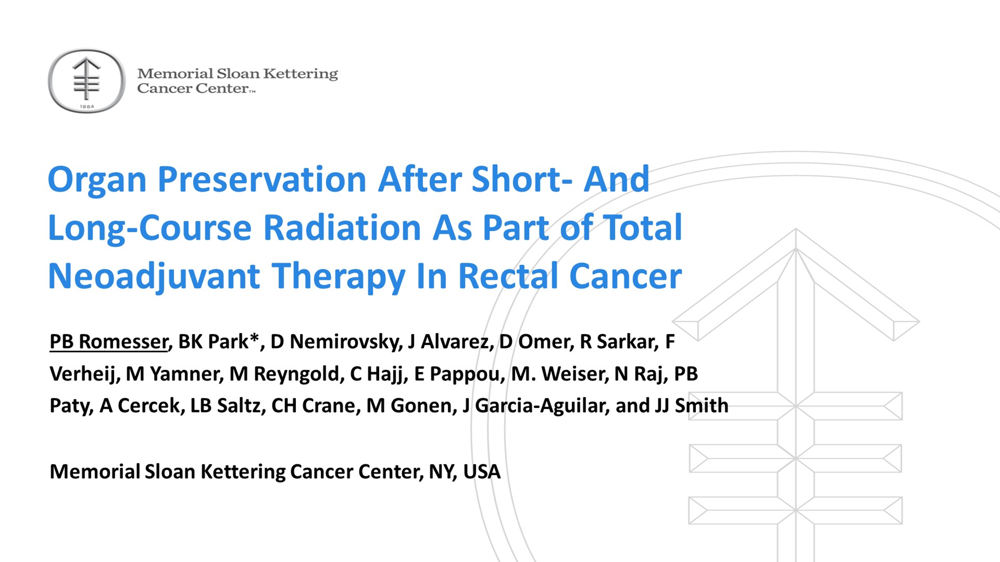 Memorial Sloan Kettering
Cancer Center™
1884
Organ Preservation After Short- And
Long-Course Radiation As Part of Total
Neoadjuvant Therapy In Rectal Cancer
PB Romesser, BK Park*, D Nemirovsky, J Alvarez, D Omer, R Sarkar, F
Verheij, M Yamner, M Reyngold, C Hajj, E Pappou, M. Weiser, N Raj, PB
Paty, A Cercek, LB Saltz, CH Crane, M Gonen, J Garcia-Aguilar, and JJ Smith
Memorial Sloan Kettering Cancer Center, NY, USA